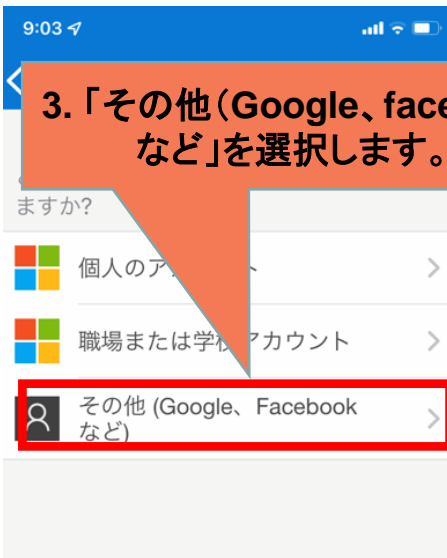 9:03
3. 「その他（Google、face
など」を選択します。
ますか?
個人のア
職場または学校アカウント
その他 (Google、Facebook
など)